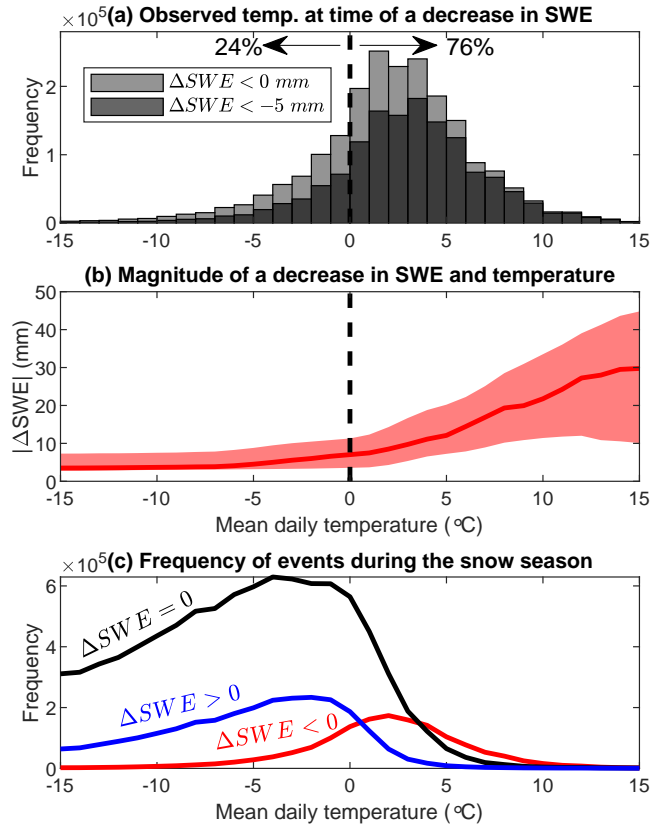 ×10⁵
(a) Observed temp. at time of a decrease in SWE
24%
76%
ΔSWE < 0 mm
ΔSWE < −5 mm
Frequency
2
1
0
-15 -10 -5 0 5 10 15
(b) Magnitude of a decrease in SWE and temperature
|ΔSWE| (mm)
50
40
30
20
10
0
-15 -10 -5 0 5 10 15
Mean daily temperature (°C)
×10⁵
(c) Frequency of events during the snow season
Frequency
6
4
2
0
ΔSWE = 0
ΔSWE > 0
ΔSWE < 0
-15 -10 -5 0 5 10 15
Mean daily temperature (°C)